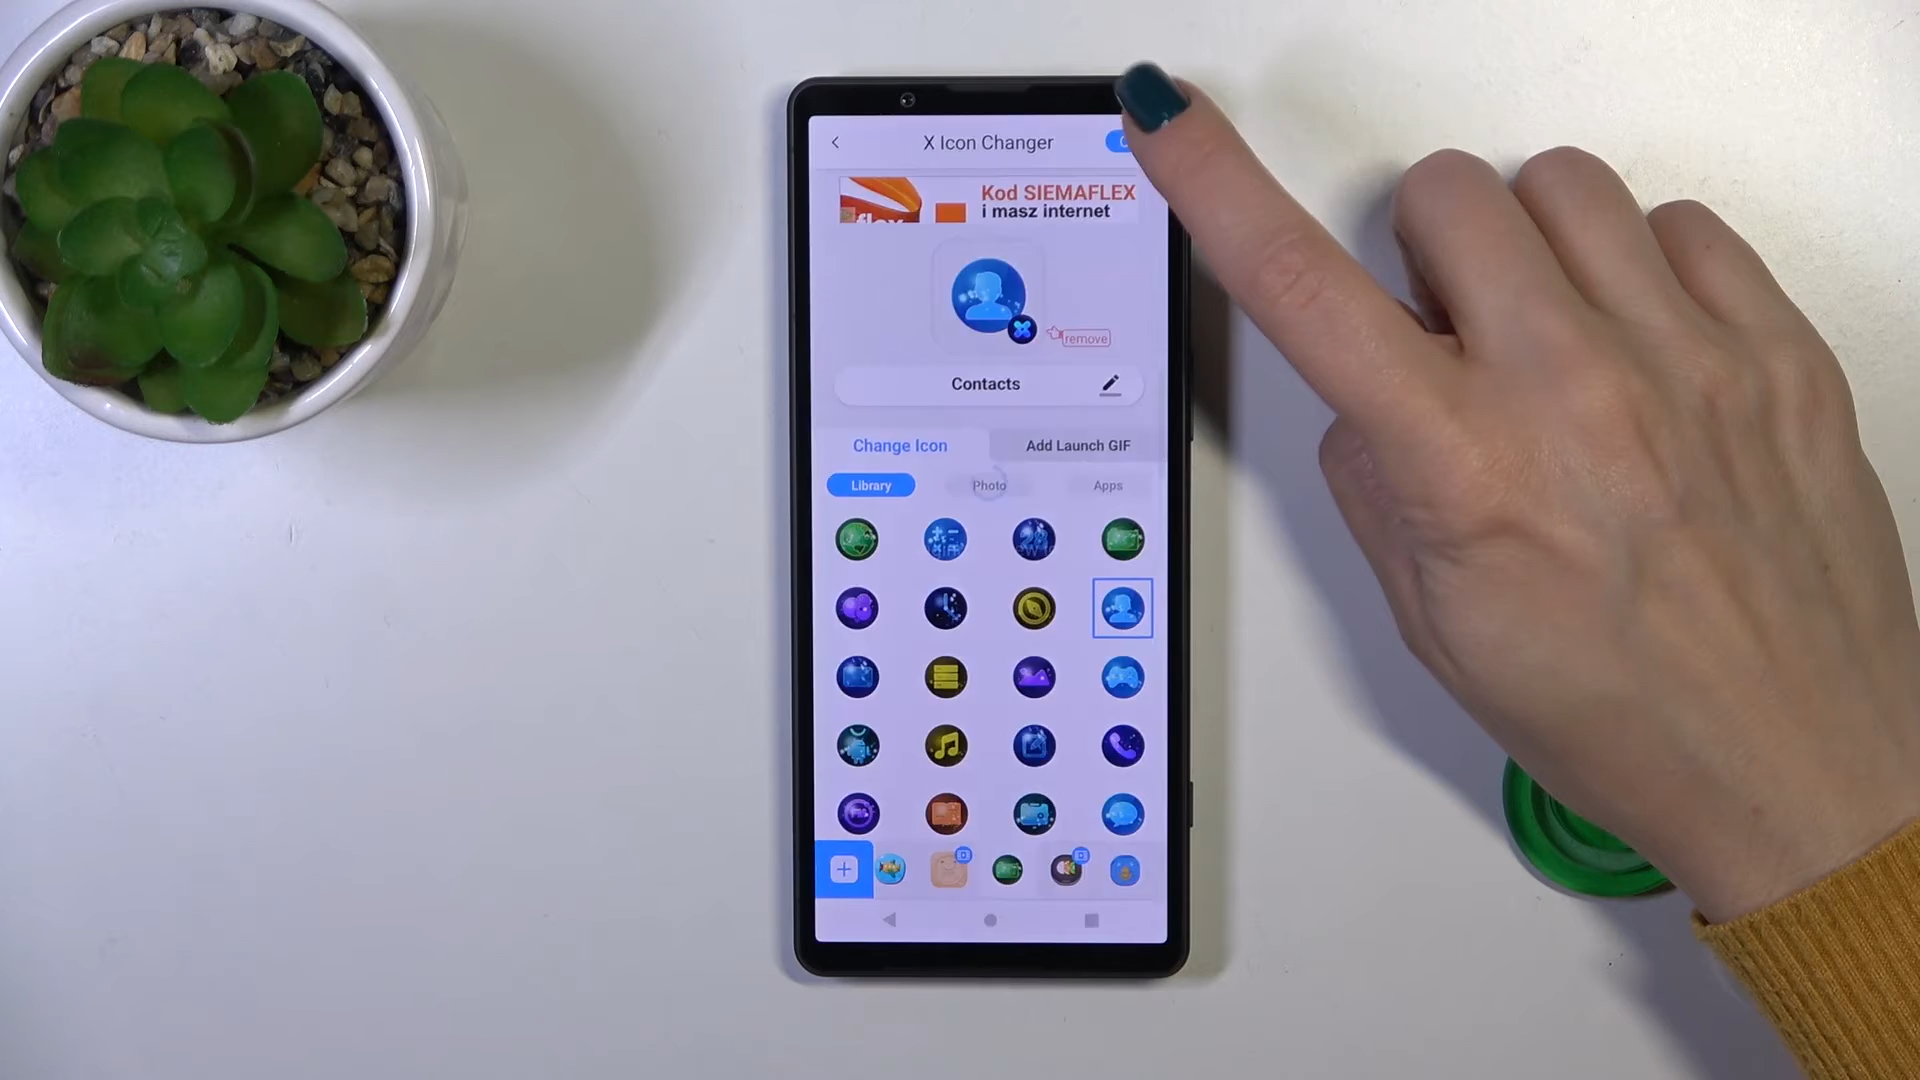 X Icon Changer
Kod SIEMAFLEX
i masz internet
remove
Contacts
Change Icon
Add Launch GIF
Library
Photo
Apps